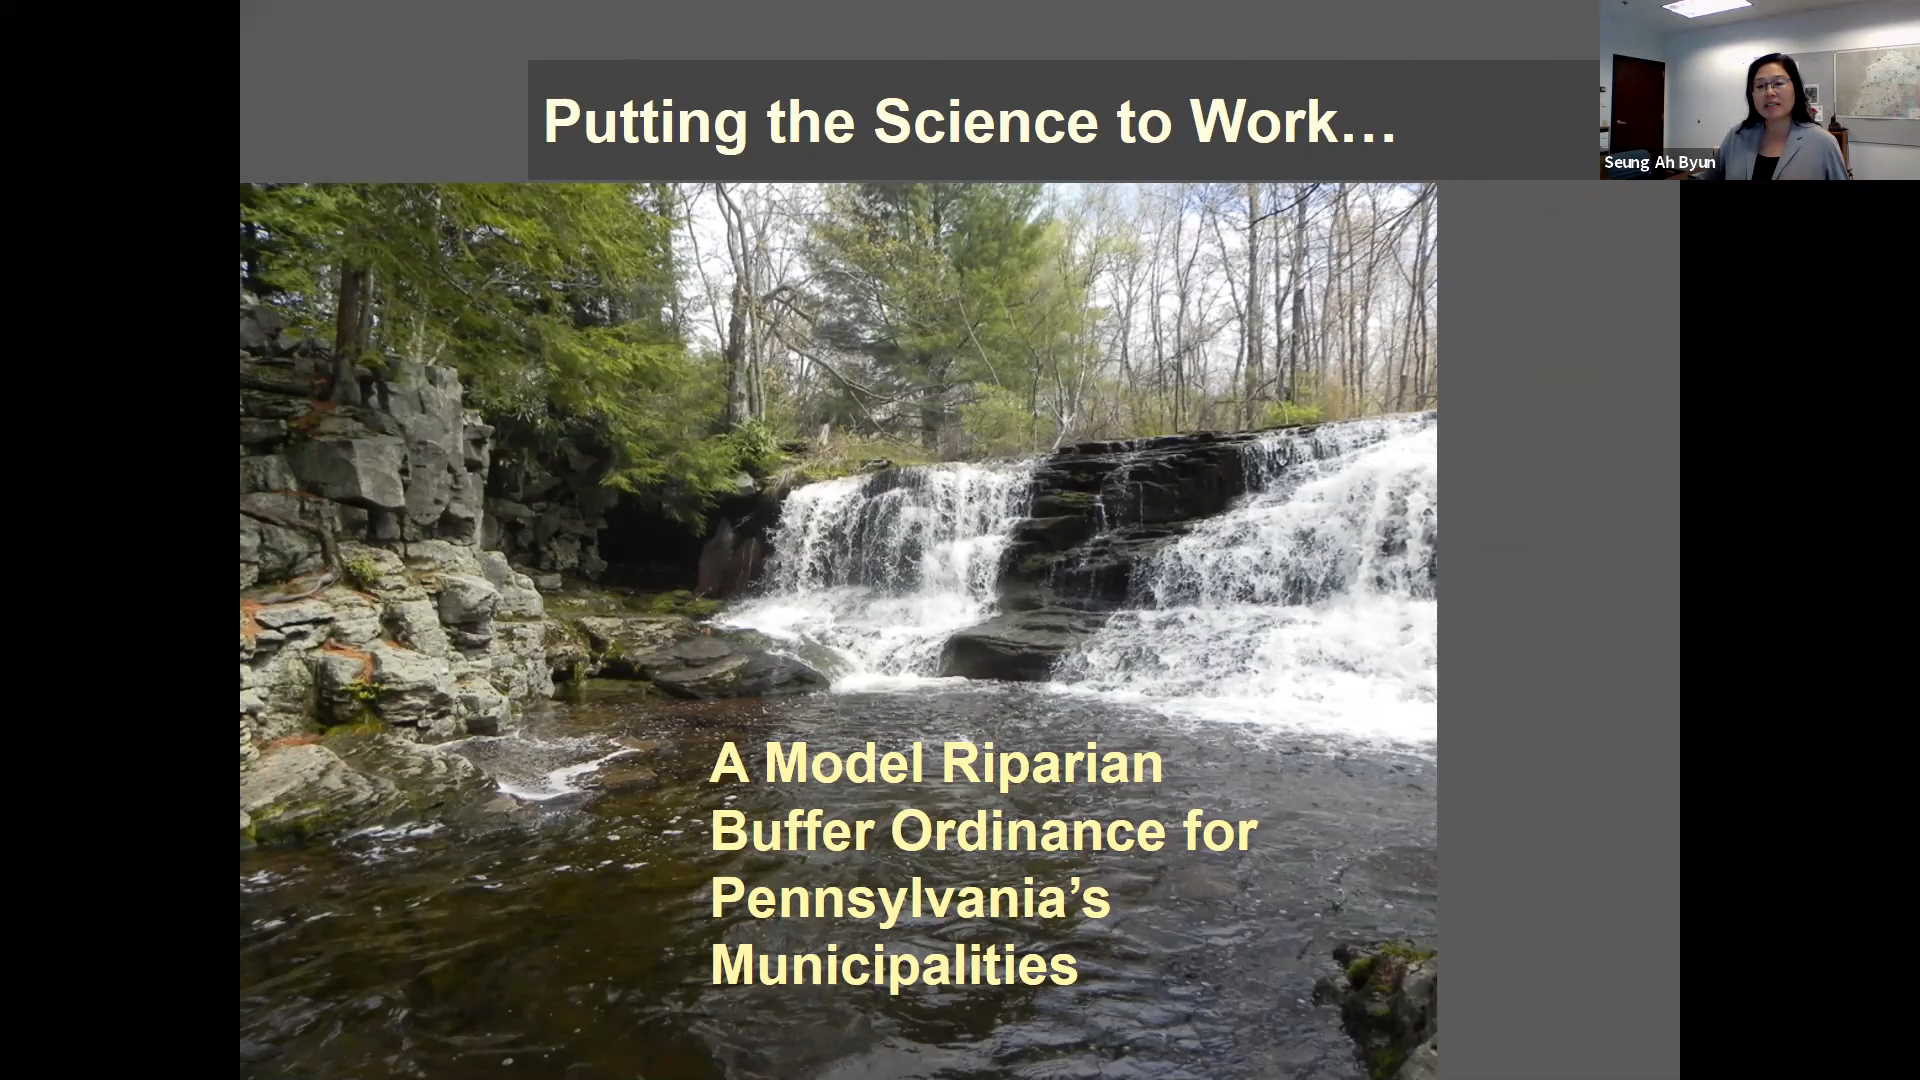 Putting the Science to Work…
Seung Ah Byun
A Model Riparian
Buffer Ordinance for
Pennsylvania’s
Municipalities